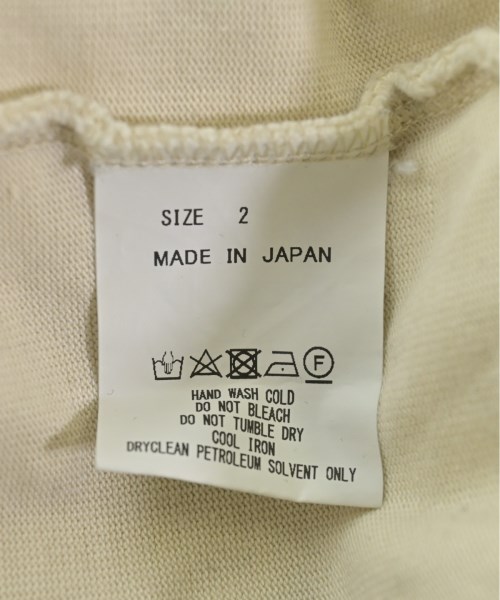 SIZE 2
MADE IN JAPAN
F
HAND WASH COLD
DO NOT BLEACH
DO NOT TUMBLE DRY
COOL IRON
DRYCLEAN PETROLEUM SOLVENT ONLY